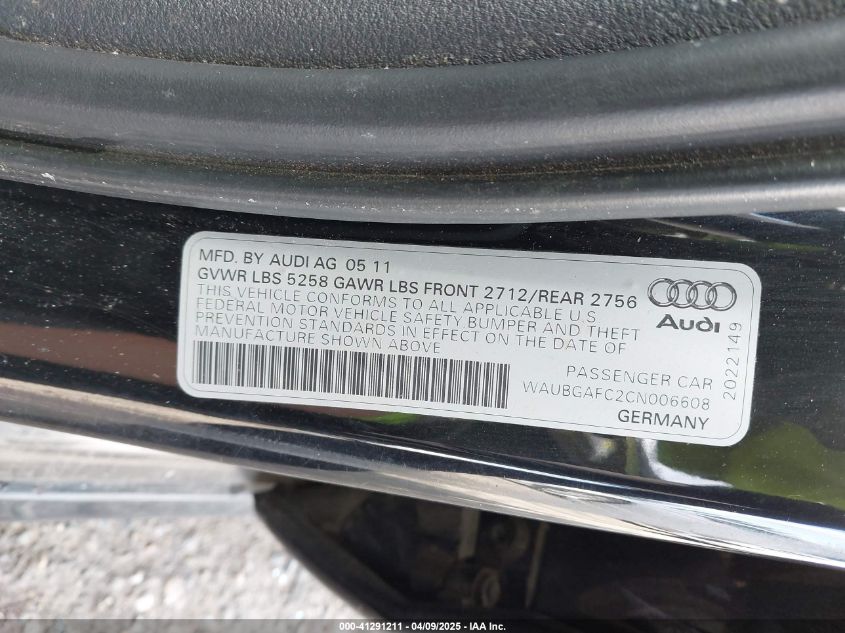 MFD. BY AUDI AG 05 11
GVWR LBS 5258 GAWR LBS FRONT 2712/REAR 2756
THIS VEHICLE CONFORMS TO ALL APPLICABLE U S
FEDERAL MOTOR VEHICLE SAFETY BUMPER AND THEFT
PREVENTION STANDARDS IN EFFECT ON THE DATE OF
MANUFACTURE SHOWN ABOVE
Audi
2022149
PASSENGER CAR
WAUBGAFC2CN006608
GERMANY
000-41291211 - 04/09/2025 - IAA Inc.